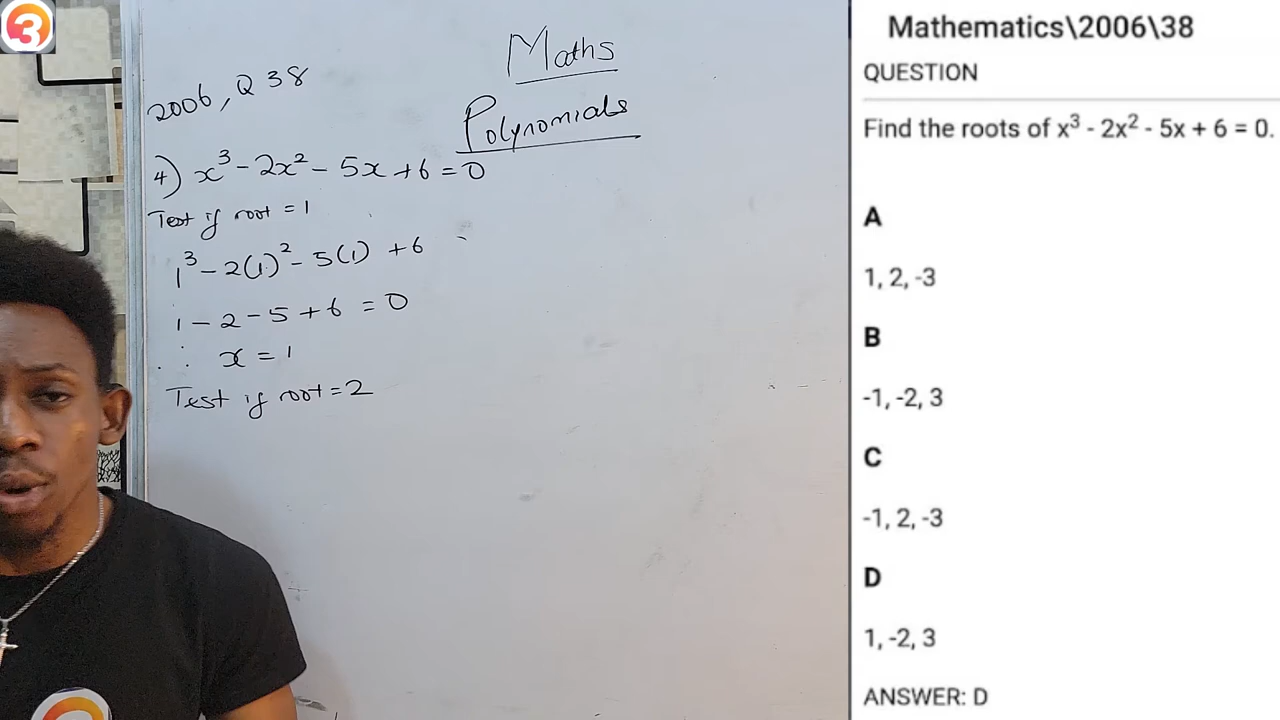 3
Maths
Polynomials
2006, Q 38
4) x³ - 2x² - 5x + 6 = 0
Test if root = 1
1³ - 2(1)² - 5(1) + 6
1 - 2 - 5 + 6 = 0
∴ x = 1
Test if root = 2
Mathematics\2006\38
QUESTION
Find the roots of x³ - 2x² - 5x + 6 = 0.
A
1, 2, -3
B
-1, -2, 3
C
-1, 2, -3
D
1, -2, 3
ANSWER: D